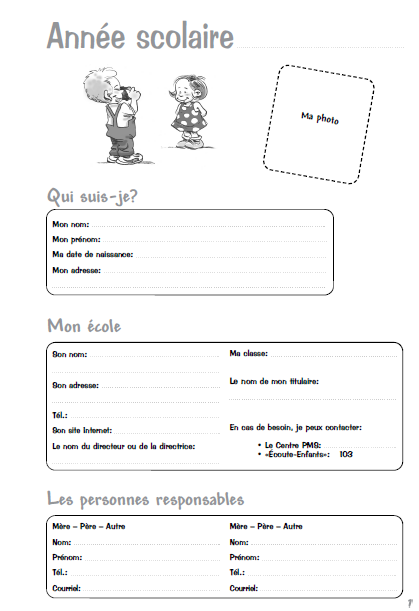 Année scolaire
Ma photo
Qui suis-je?
Mon nom:
Mon prénom:
Ma date de naissance:
Mon adresse:
Mon école
Son nom:
Son adresse:
Tél.:
Son site Internet:
Le nom du directeur ou de la directrice:
Ma classe:
Le nom de mon titulaire:
En cas de besoin, je peux contacter:
• Le Centre PMS:
• «Écoute-Enfants»: 103
Les personnes responsables
Mère – Père – Autre
Nom:
Prénom:
Tél.:
Courriel:
Mère – Père – Autre
Nom:
Prénom:
Tél.:
Courriel: